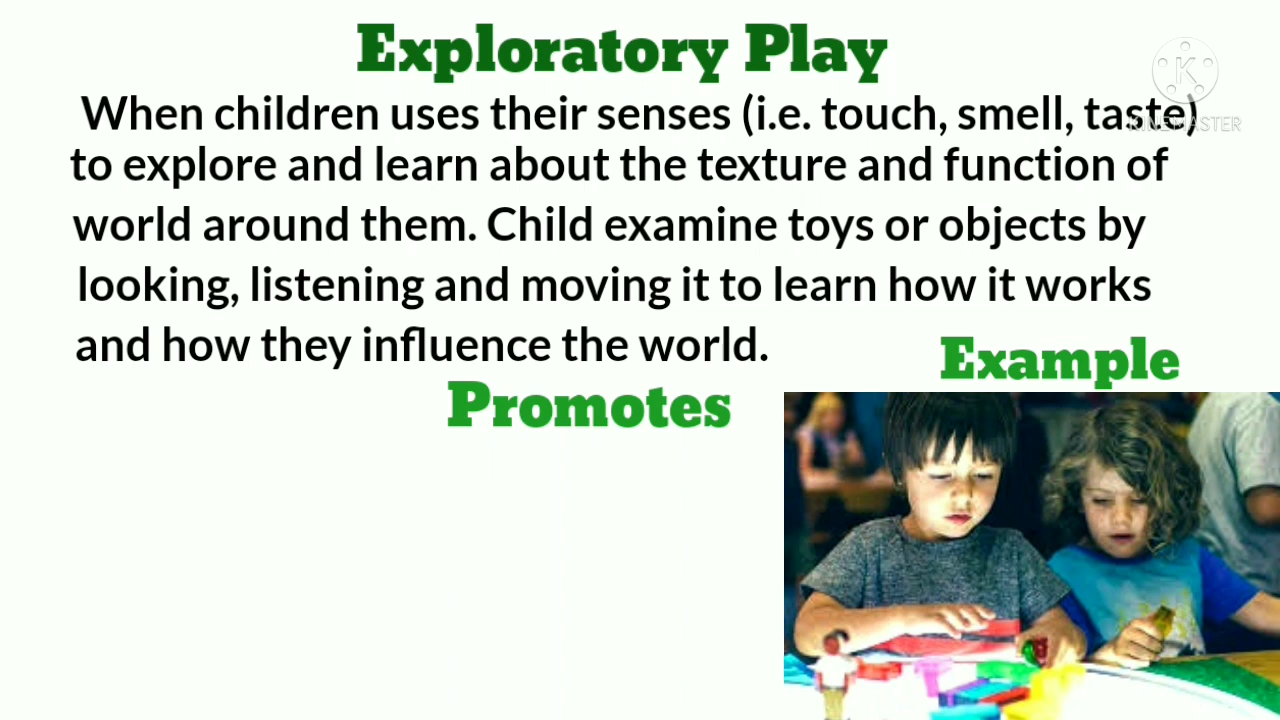 Exploratory Play
When children uses their senses (i.e. touch, smell, taste)
to explore and learn about the texture and function of
world around them. Child examine toys or objects by
looking, listening and moving it to learn how it works
and how they influence the world.
Example
Promotes
K
KINEMASTER